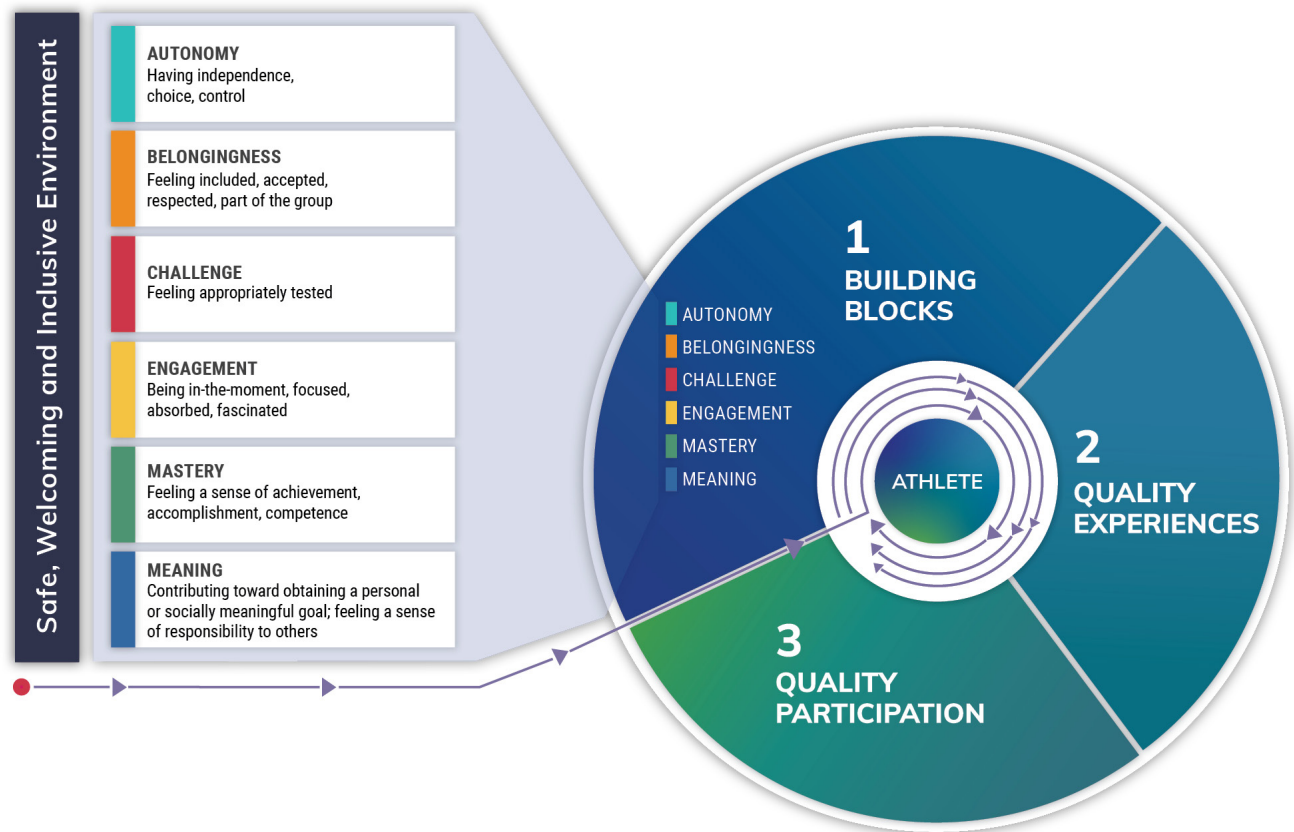 Safe, Welcoming and Inclusive Environment
AUTONOMY
Having independence,
choice, control
BELONGINGNESS
Feeling included, accepted,
respected, part of the group
CHALLENGE
Feeling appropriately tested
ENGAGEMENT
Being in-the-moment, focused,
absorbed, fascinated
MASTERY
Feeling a sense of achievement,
accomplishment, competence
MEANING
Contributing toward obtaining a personal
or socially meaningful goal; feeling a sense
of responsibility to others
1
BUILDING
BLOCKS
AUTONOMY
BELONGINGNESS
CHALLENGE
ENGAGEMENT
MASTERY
MEANING
ATHLETE
2
QUALITY
EXPERIENCES
3
QUALITY
PARTICIPATION